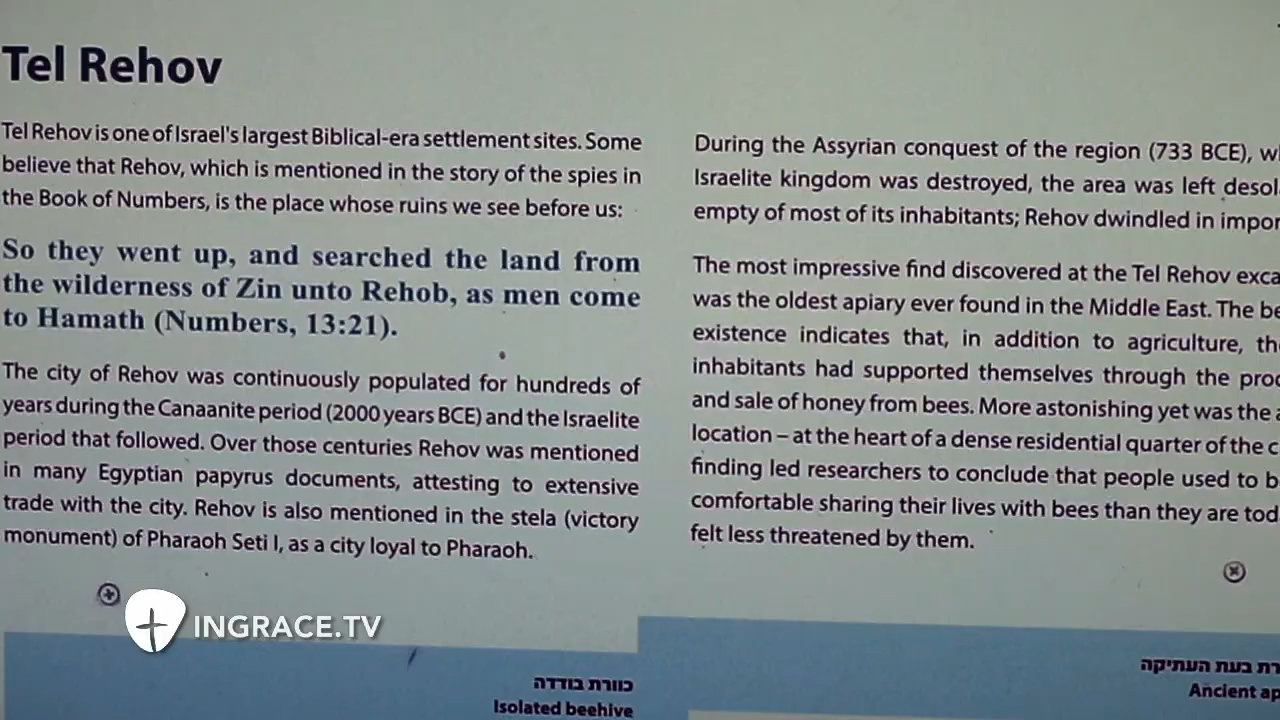 Tel Rehov
Tel Rehov is one of Israel's largest Biblical-era settlement sites. Some
believe that Rehov, which is mentioned in the story of the spies in
the Book of Numbers, is the place whose ruins we see before us:
So they went up, and searched the land from
the wilderness of Zin unto Rehob, as men come
to Hamath (Numbers, 13:21).
The city of Rehov was continuously populated for hundreds of
years during the Canaanite period (2000 years BCE) and the Israelite
period that followed. Over those centuries Rehov was mentioned
in many Egyptian papyrus documents, attesting to extensive
trade with the city. Rehov is also mentioned in the stela (victory
monument) of Pharaoh Seti I, as a city loyal to Pharaoh.
During the Assyrian conquest of the region (733 BCE),
Israelite kingdom was destroyed, the area was left
empty of most of its inhabitants; Rehov dwindled in
The most impressive find discovered at the Tel Rehov
was the oldest apiary ever found in the Middle East. The
existence indicates that, in addition to agriculture,
inhabitants had supported themselves through the
and sale of honey from bees. More astonishing yet was the
location – at the heart of a dense residential quarter of the
finding led researchers to conclude that people used to
comfortable sharing their lives with bees than they are
felt less threatened by them.
INGRACE.TV
כוורת בודדה
Isolated beehive
בעת העתיקה
Ancient